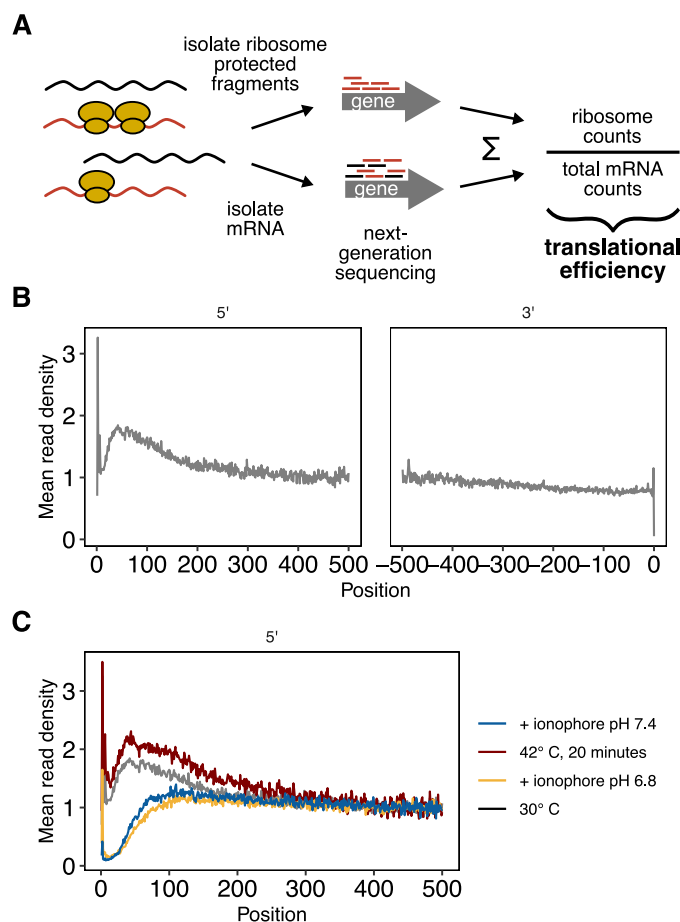 A
isolate ribosome
protected
fragments
gene
gene
isolate
mRNA
next-
generation
sequencing
Σ
ribosome
counts
total mRNA
counts
translational
efficiency
B
5'
3'
Mean read density
3
2
1
0
0 100 200 300 400 500
−500−400−300−200−100 0
Position
C
5'
Mean read density
3
2
1
0
0 100 200 300 400 500
Position
+ ionophore pH 7.4
42° C, 20 minutes
+ ionophore pH 6.8
30° C